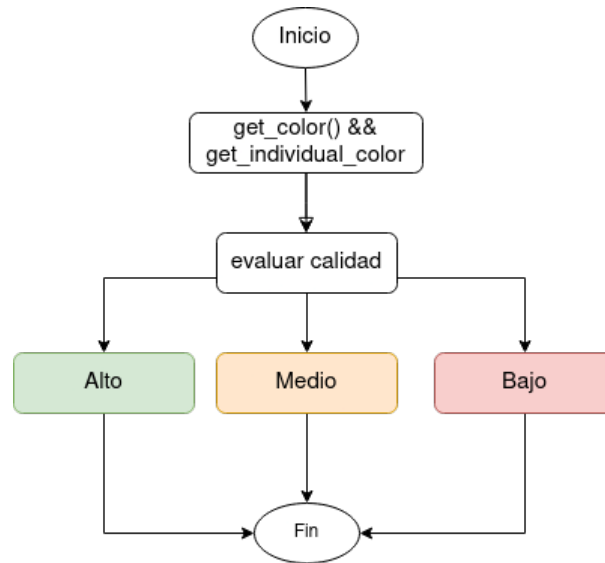 Inicio
get_color() &&
get_individual_color
evaluar calidad
Alto
Medio
Bajo
Fin